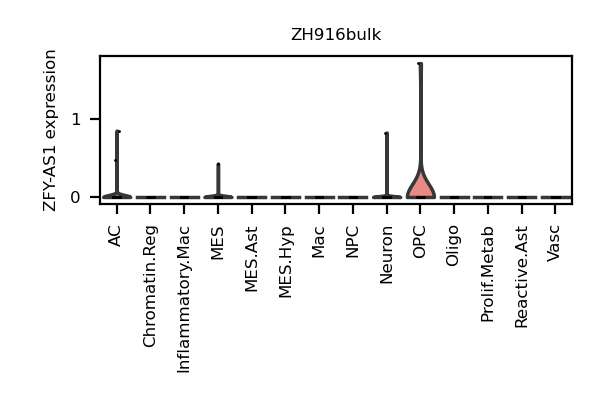 ZH916bulk
ZFY-AS1 expression
1
0
AC
Chromatin.Reg
Inflammatory.Mac
MES
MES.Ast
MES.Hyp
Mac
NPC
Neuron
OPC
Oligo
Prolif.Metab
Reactive.Ast
Vasc